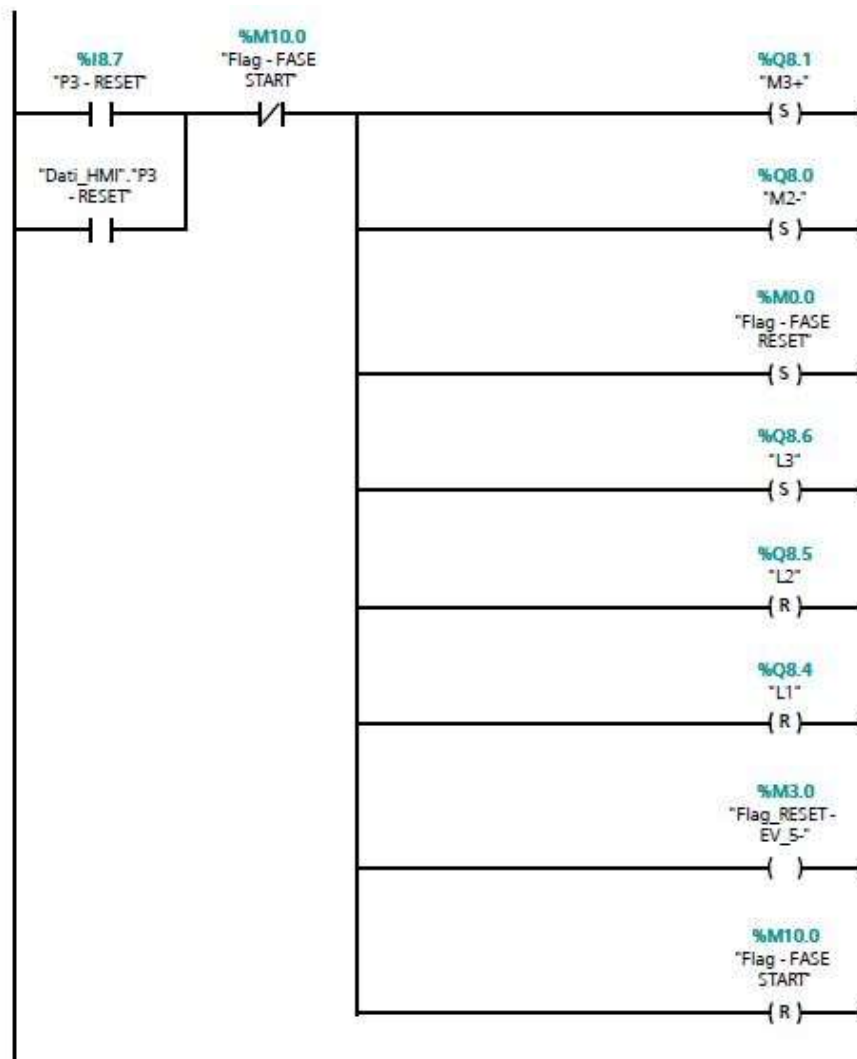 %I8.7
"P3 - RESET"
%M10.0
"Flag - FASE
START"
%Q8.1
"M3+"
( S )
"Dati_HMI"."P3
- RESET"
%Q8.0
"M2-"
( S )
%M0.0
"Flag - FASE
RESET"
( S )
%Q8.6
"L3"
( S )
%Q8.5
"L2"
( R )
%Q8.4
"L1"
( R )
%M3.0
"Flag_RESET -
EV_5-"
( )
%M10.0
"Flag - FASE
START"
( R )